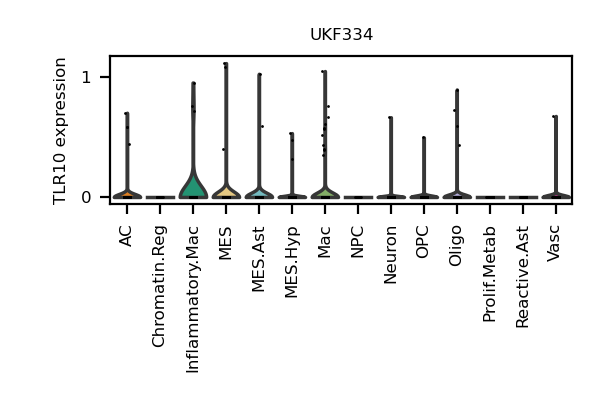 UKF334
TLR10 expression
1
0
AC
Chromatin.Reg
Inflammatory.Mac
MES
MES.Ast
MES.Hyp
Mac
NPC
Neuron
OPC
Oligo
Prolif.Metab
Reactive.Ast
Vasc